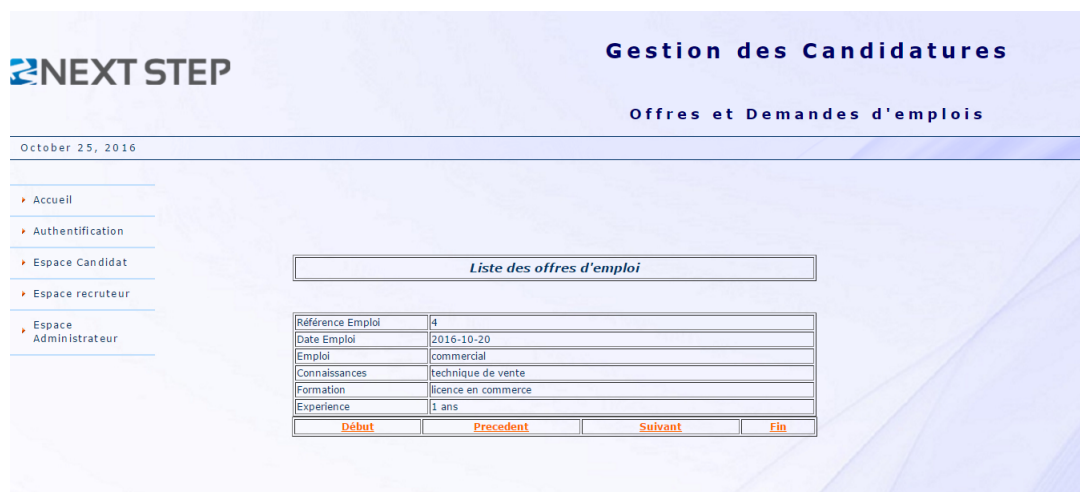 NEXT STEP
Gestion des Candidatures
Offres et Demandes d'emplois
October 25, 2016
Accueil
Authentification
Espace Candidat
Espace recruteur
Espace
Administrateur
Liste des offres d'emploi
Référence Emploi 4
Date Emploi 2016-10-20
Emploi commercial
Connaissances technique de vente
Formation licence en commerce
Experience 1 ans
Début Precedent Suivant Fin